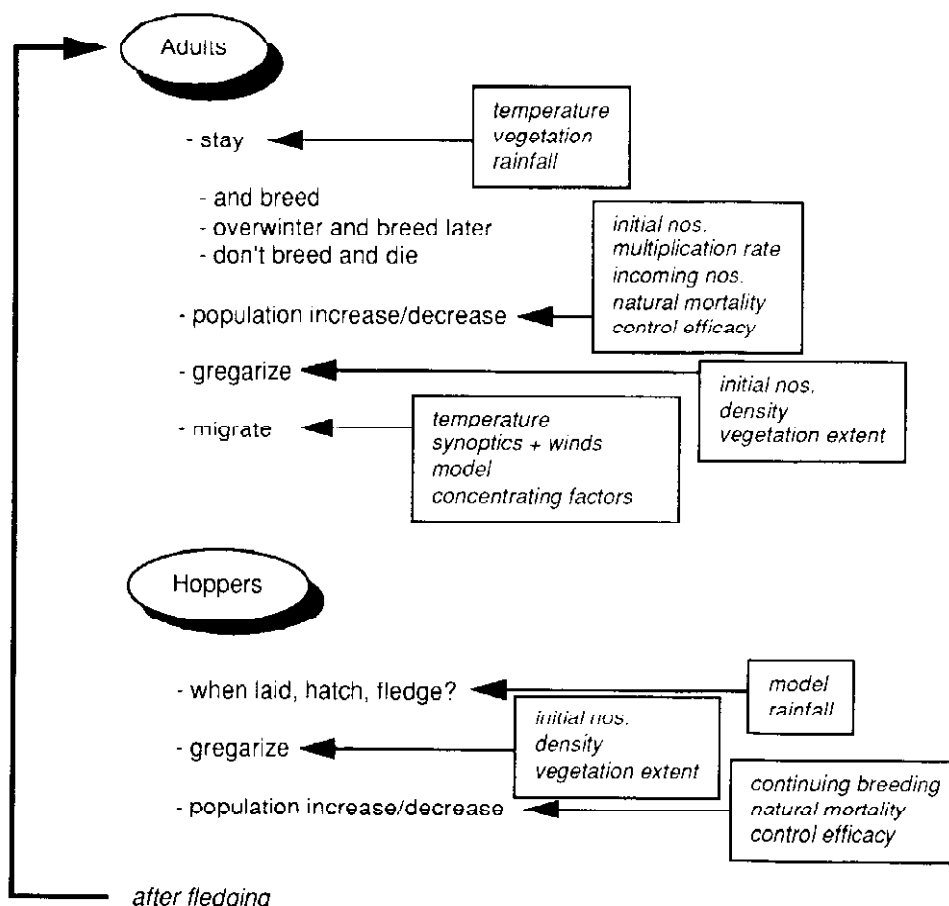 Adults
temperature
vegetation
rainfall
- stay
- and breed
- overwinter and breed later
- don't breed and die
initial nos.
multiplication rate
incoming nos.
natural mortality
control efficacy
- population increase/decrease
- gregarize
initial nos.
density
vegetation extent
- migrate
temperature
synoptics + winds
model
concentrating factors
Hoppers
- when laid, hatch, fledge?
model
rainfall
- gregarize
initial nos.
density
vegetation extent
- population increase/decrease
continuing breeding
natural mortality
control efficacy
after fledging